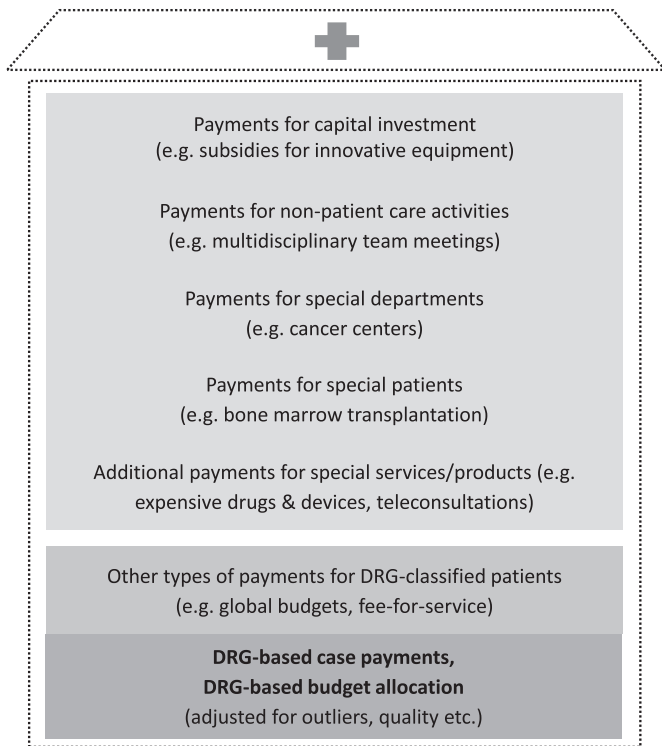 Payments for capital investment
(e.g. subsidies for innovative equipment)
Payments for non-patient care activities
(e.g. multidisciplinary team meetings)
Payments for special departments
(e.g. cancer centers)
Payments for special patients
(e.g. bone marrow transplantation)
Additional payments for special services/products (e.g.
expensive drugs & devices, teleconsultations)
Other types of payments for DRG-classified patients
(e.g. global budgets, fee-for-service)
DRG-based case payments,
DRG-based budget allocation
(adjusted for outliers, quality etc.)